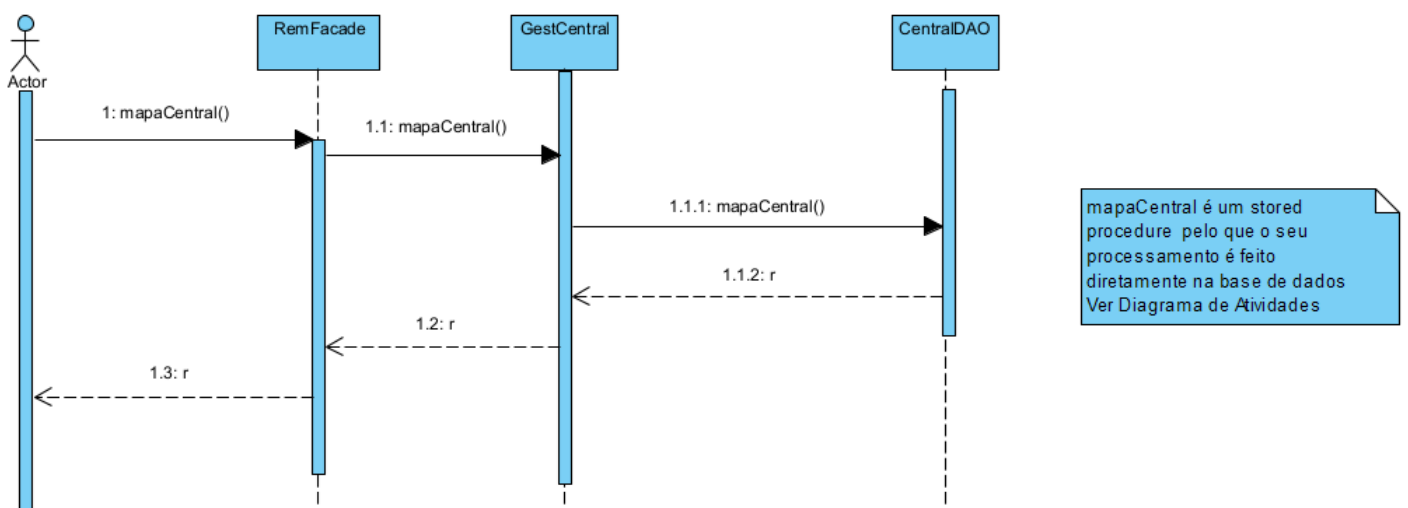 RemFacade
GestCentral
CentralDAO
Actor
1: mapaCentral()
1.1: mapaCentral()
1.1.1: mapaCentral()
1.1.2: r
1.2: r
1.3: r
mapaCentral é um stored
procedure pelo que o seu
processamento é feito
diretamente na base de dados
Ver Diagrama de Atividades